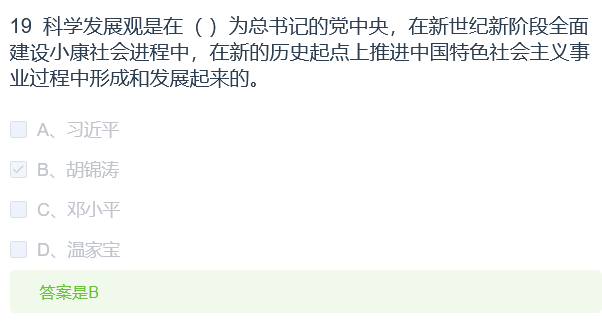 19 科学发展观是在（ ）为总书记的党中央，在新世纪新阶段全面
建设小康社会进程中，在新的历史起点上推进中国特色社会主义事
业过程中形成和发展起来的。
A、习近平
B、胡锦涛
C、邓小平
D、温家宝
答案是B